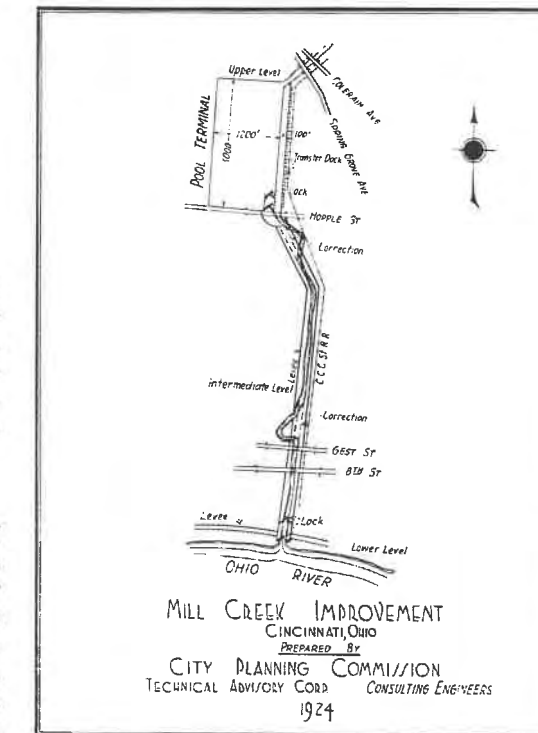 Upper Level
COLERAIN AVE
SPRING GROVE AVE
POOL TERMINAL
1200'
100'
5000
Transfer Dock
Lock
HOPPLE ST
Correction
Levee
C.C.C.ST.R.R
Intermediate Level
Correction
GEST ST
8TH ST
Levee
Lock
Lower Level
OHIO RIVER
MILL CREEK IMPROVEMENT
CINCINNATI, OHIO
PREPARED BY
CITY PLANNING COMMISSION
TECHNICAL ADVISORY CORP CONSULTING ENGINEERS
1924